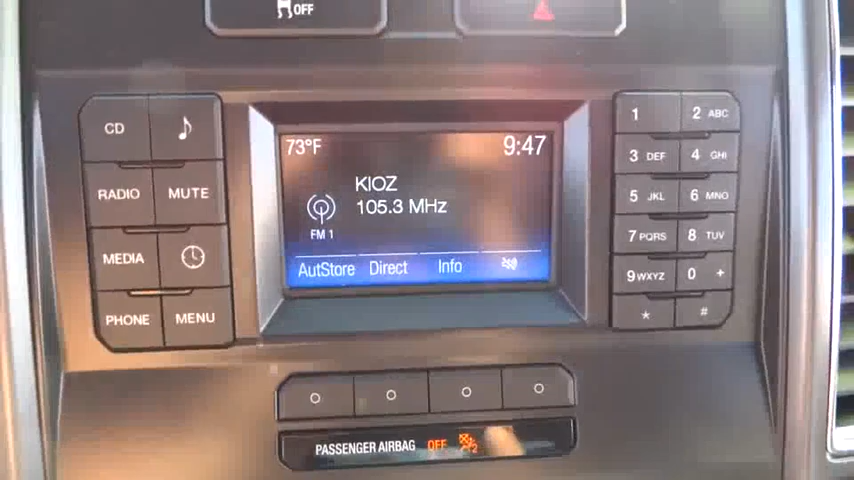 OFF
CD
RADIO MUTE
MEDIA
PHONE MENU
73°F 9:47
KIOZ
105.3 MHz
FM 1
AutoStore Direct Info
1 2 ABC
3 DEF 4 GHI
5 JKL 6 MNO
7 PQRS 8 TUV
9 WXYZ 0 +
* #
PASSENGER AIRBAG OFF 2